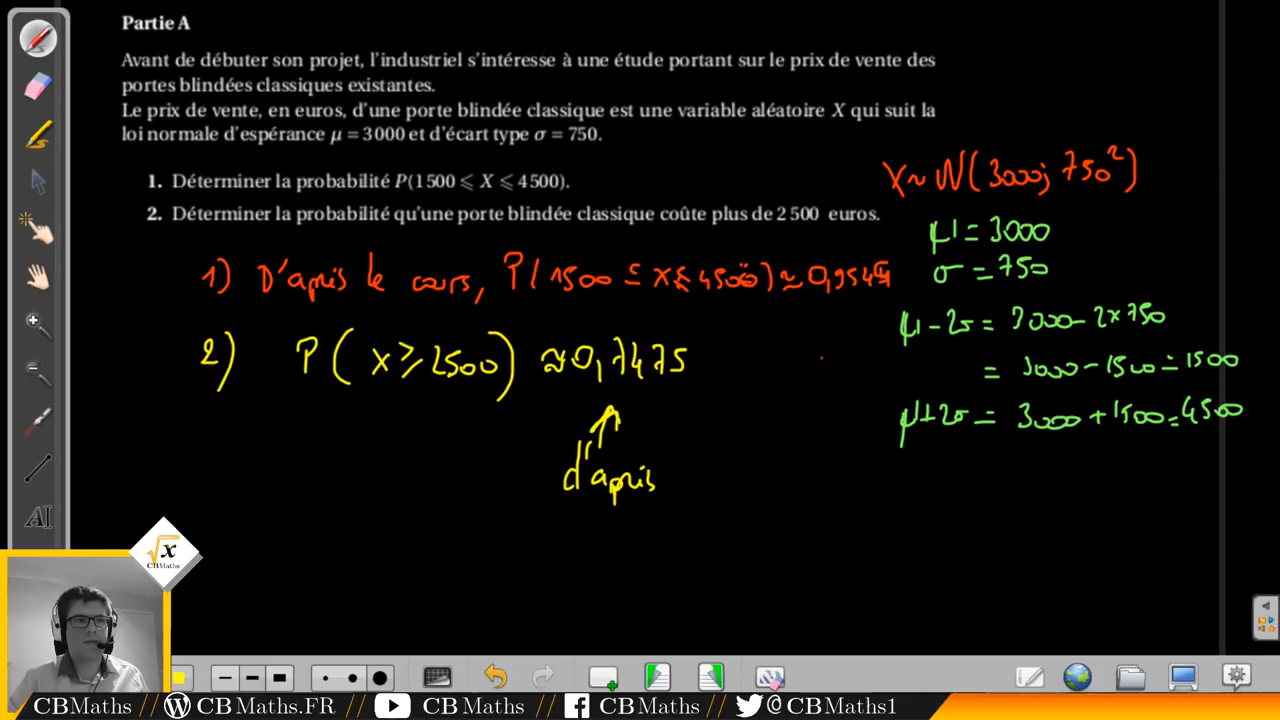 Partie A
Avant de débuter son projet, l'industriel s'intéresse à une étude portant sur le prix de vente des
portes blindées classiques existantes.
Le prix de vente, en euros, d'une porte blindée classique est une variable aléatoire X qui suit la
loi normale d'espérance μ = 3000 et d'écart type σ = 750.
1. Déterminer la probabilité P(1500 ⩽ X ⩽ 4500).
2. Déterminer la probabilité qu'une porte blindée classique coûte plus de 2500 euros.
X ~ N(3000; 750²)
μ = 3000
σ = 750
1) D'après le cours, P(1500 ≤ X ≤ 4500) ≈ 0,954
μ - 2σ = 3000 - 2×750
= 3000 - 1500 = 1500
μ + 2σ = 3000 + 1500 = 4500
2) P(X ⩾ 2500) ≈ 0,7475
d'après
AI
√x
CBMaths
CBMaths
CBMaths.FR
CBMaths
CBMaths
@CBMaths1